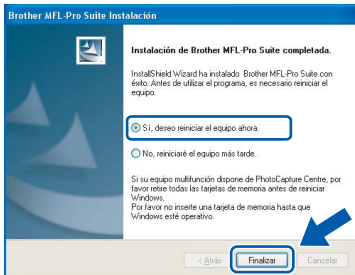 Brother MFL-Pro Suite Instalación
Instalación de Brother MFL-Pro Suite completada.
InstallShield Wizard ha instalado Brother MFL-Pro Suite con
éxito. Antes de utilizar el programa, es necesario reiniciar el
equipo.
Sí, deseo reiniciar el equipo ahora.
No, reiniciaré el equipo más tarde.
Si su equipo multifunción dispone de PhotoCapture Centre, por
favor retire todas las tarjetas de memoria antes de reiniciar
Windows.
Por favor no inserte una tarjeta de memoria hasta que
Windows esté operativo.
< Atrás
Finalizar
Cancelar